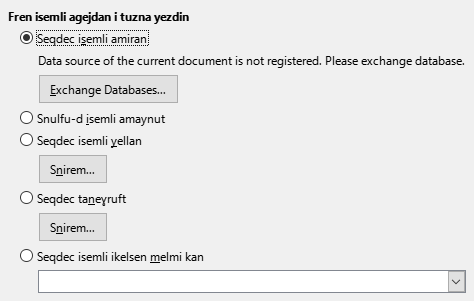 Fren isemli agejdan i tuzna yezdin
Seqdec isemli amiran
Data source of the current document is not registered. Please exchange database.
Exchange Databases...
Snulfu-d isemli amaynut
Seqdec isemli yellan
Snirem...
Seqdec taneɣruft
Snirem...
Seqdec isemli ikelsen melmi kan